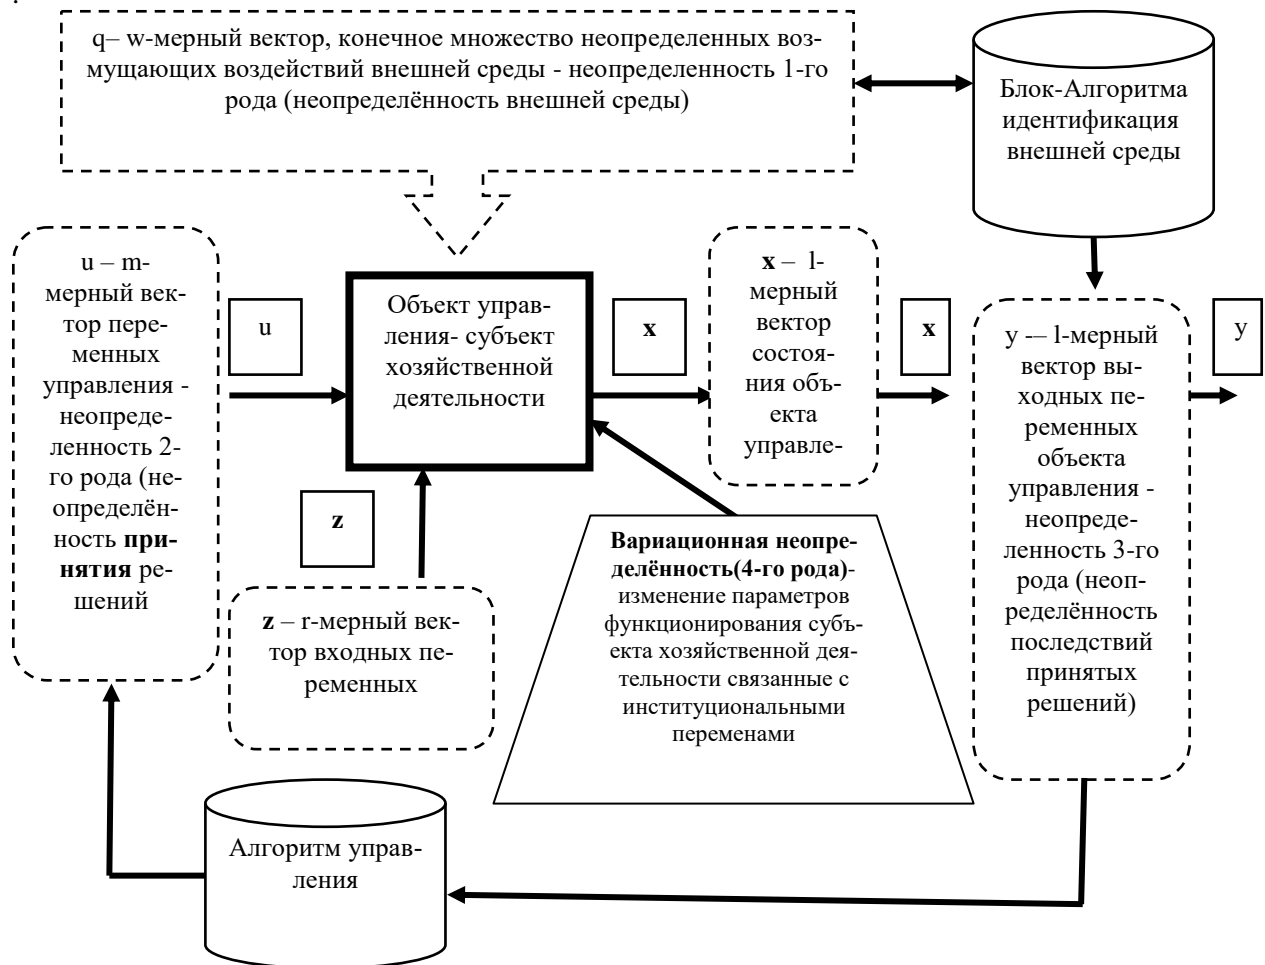 .
q– w-мерный вектор, конечное множество неопределенных воз-
мущающих воздействий внешней среды - неопределенность 1-го
рода (неопределённость внешней среды)
Блок-Алгоритма
идентификация
внешней среды
u – m-
мерный век-
тор пере-
менных
управления -
неопреде-
ленность 2-
го рода (не-
определён-
ность при-
нятия ре-
шений
u
Объект управ-
ления- субъект
хозяйственной
деятельности
x
x – l-
мерный
вектор
состоя-
ния объ-
екта
управле-
x
y -– l-мерный
вектор вы-
ходных пе-
ременных
объекта
управления -
неопреде-
ленность 3-го
рода (неоп-
ределённость
последствий
принятых
решений)
y
z
z – r-мерный век-
тор входных пе-
ременных
Вариационная неопре-
делённость(4-го рода)-
изменение параметров
функционирования субъ-
екта хозяйственной дея-
тельности связанные с
институциональными
переменами
Алгоритм управ-
ления